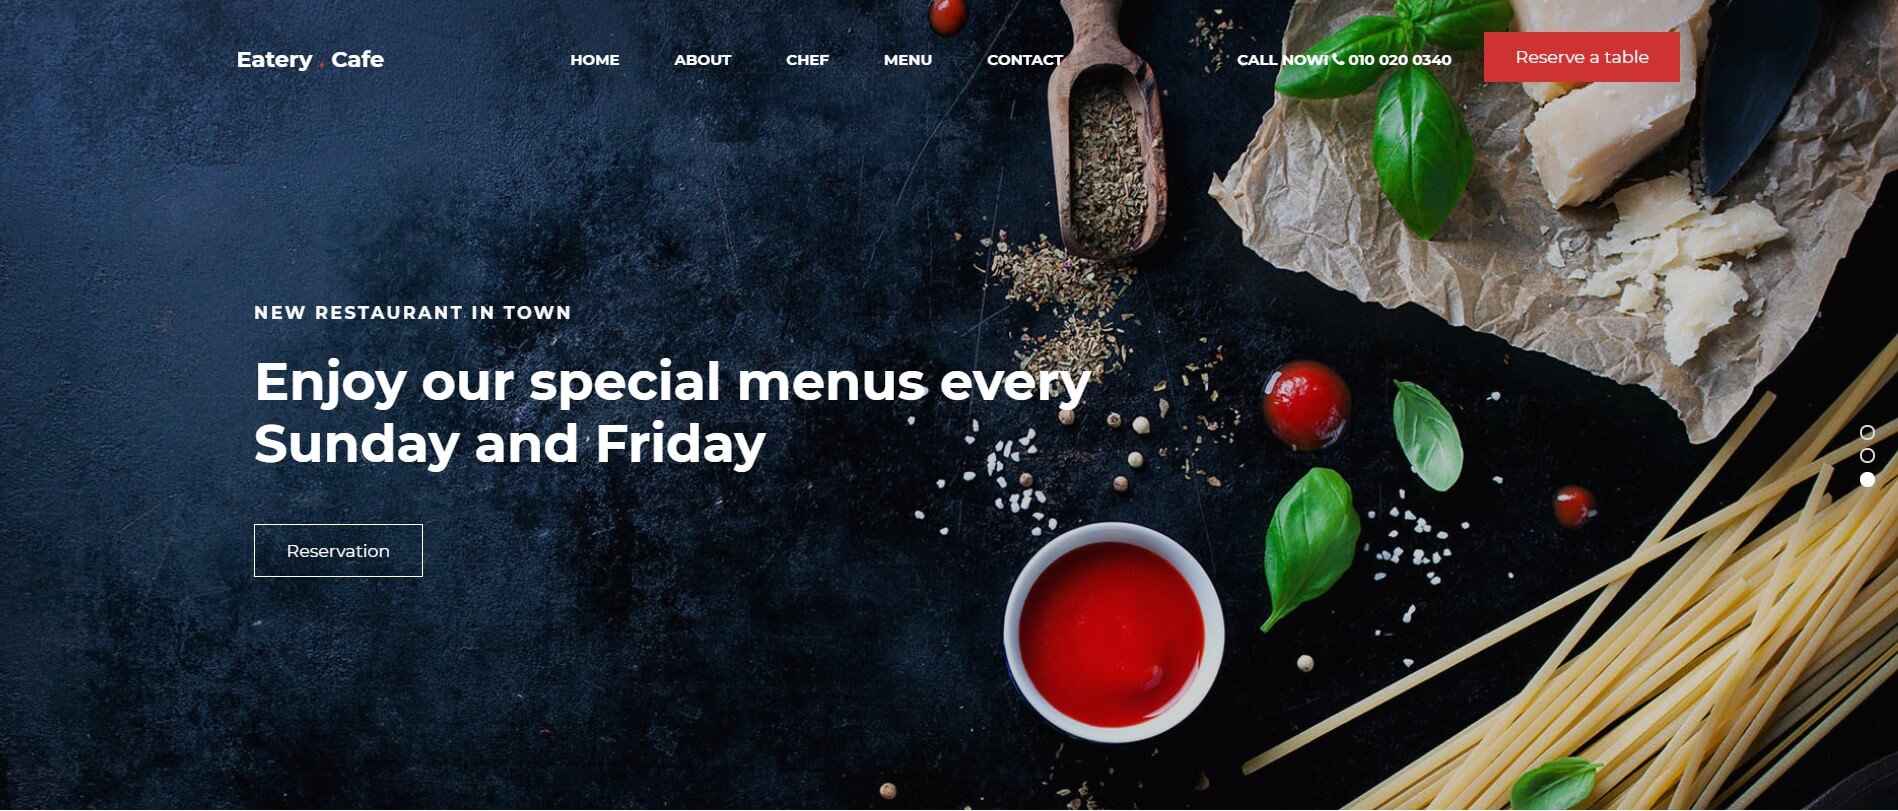 Eatery . Cafe
HOME ABOUT CHEF MENU CONTACT
CALL NOW! 010 020 0340
Reserve a table
NEW RESTAURANT IN TOWN
Enjoy our special menus every
Sunday and Friday
Reservation